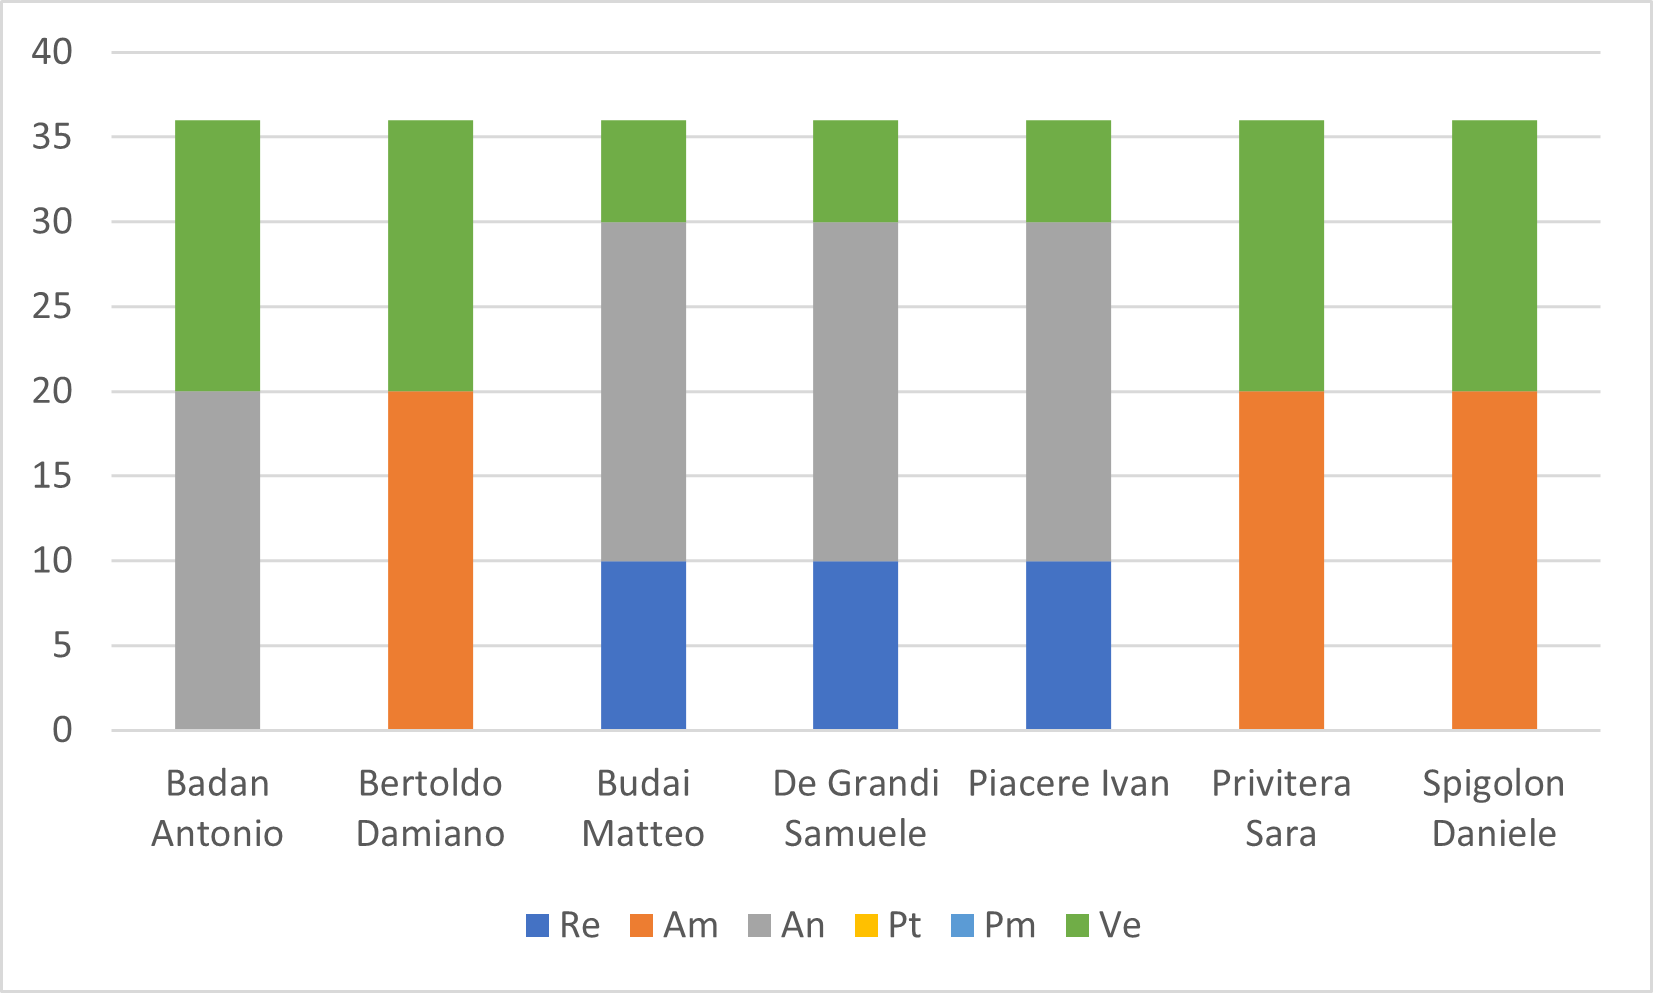 40
35
30
25
20
15
10
5
0
Badan Antonio
Bertoldo Damiano
Budai Matteo
De Grandi Samuele
Piacere Ivan
Privitera Sara
Spigolon Daniele
Re Am An Pt Pm Ve